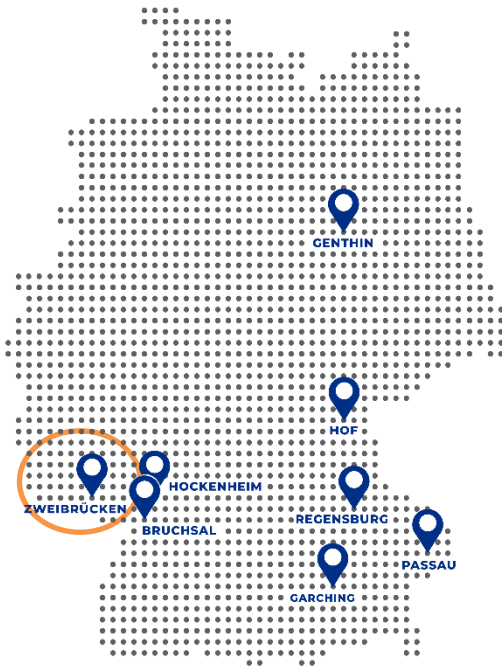 GENTHIN
HOF
HOCKENHEIM
ZWEIBRÜCKEN
REGENSBURG
BRUCHSAL
PASSAU
GARCHING